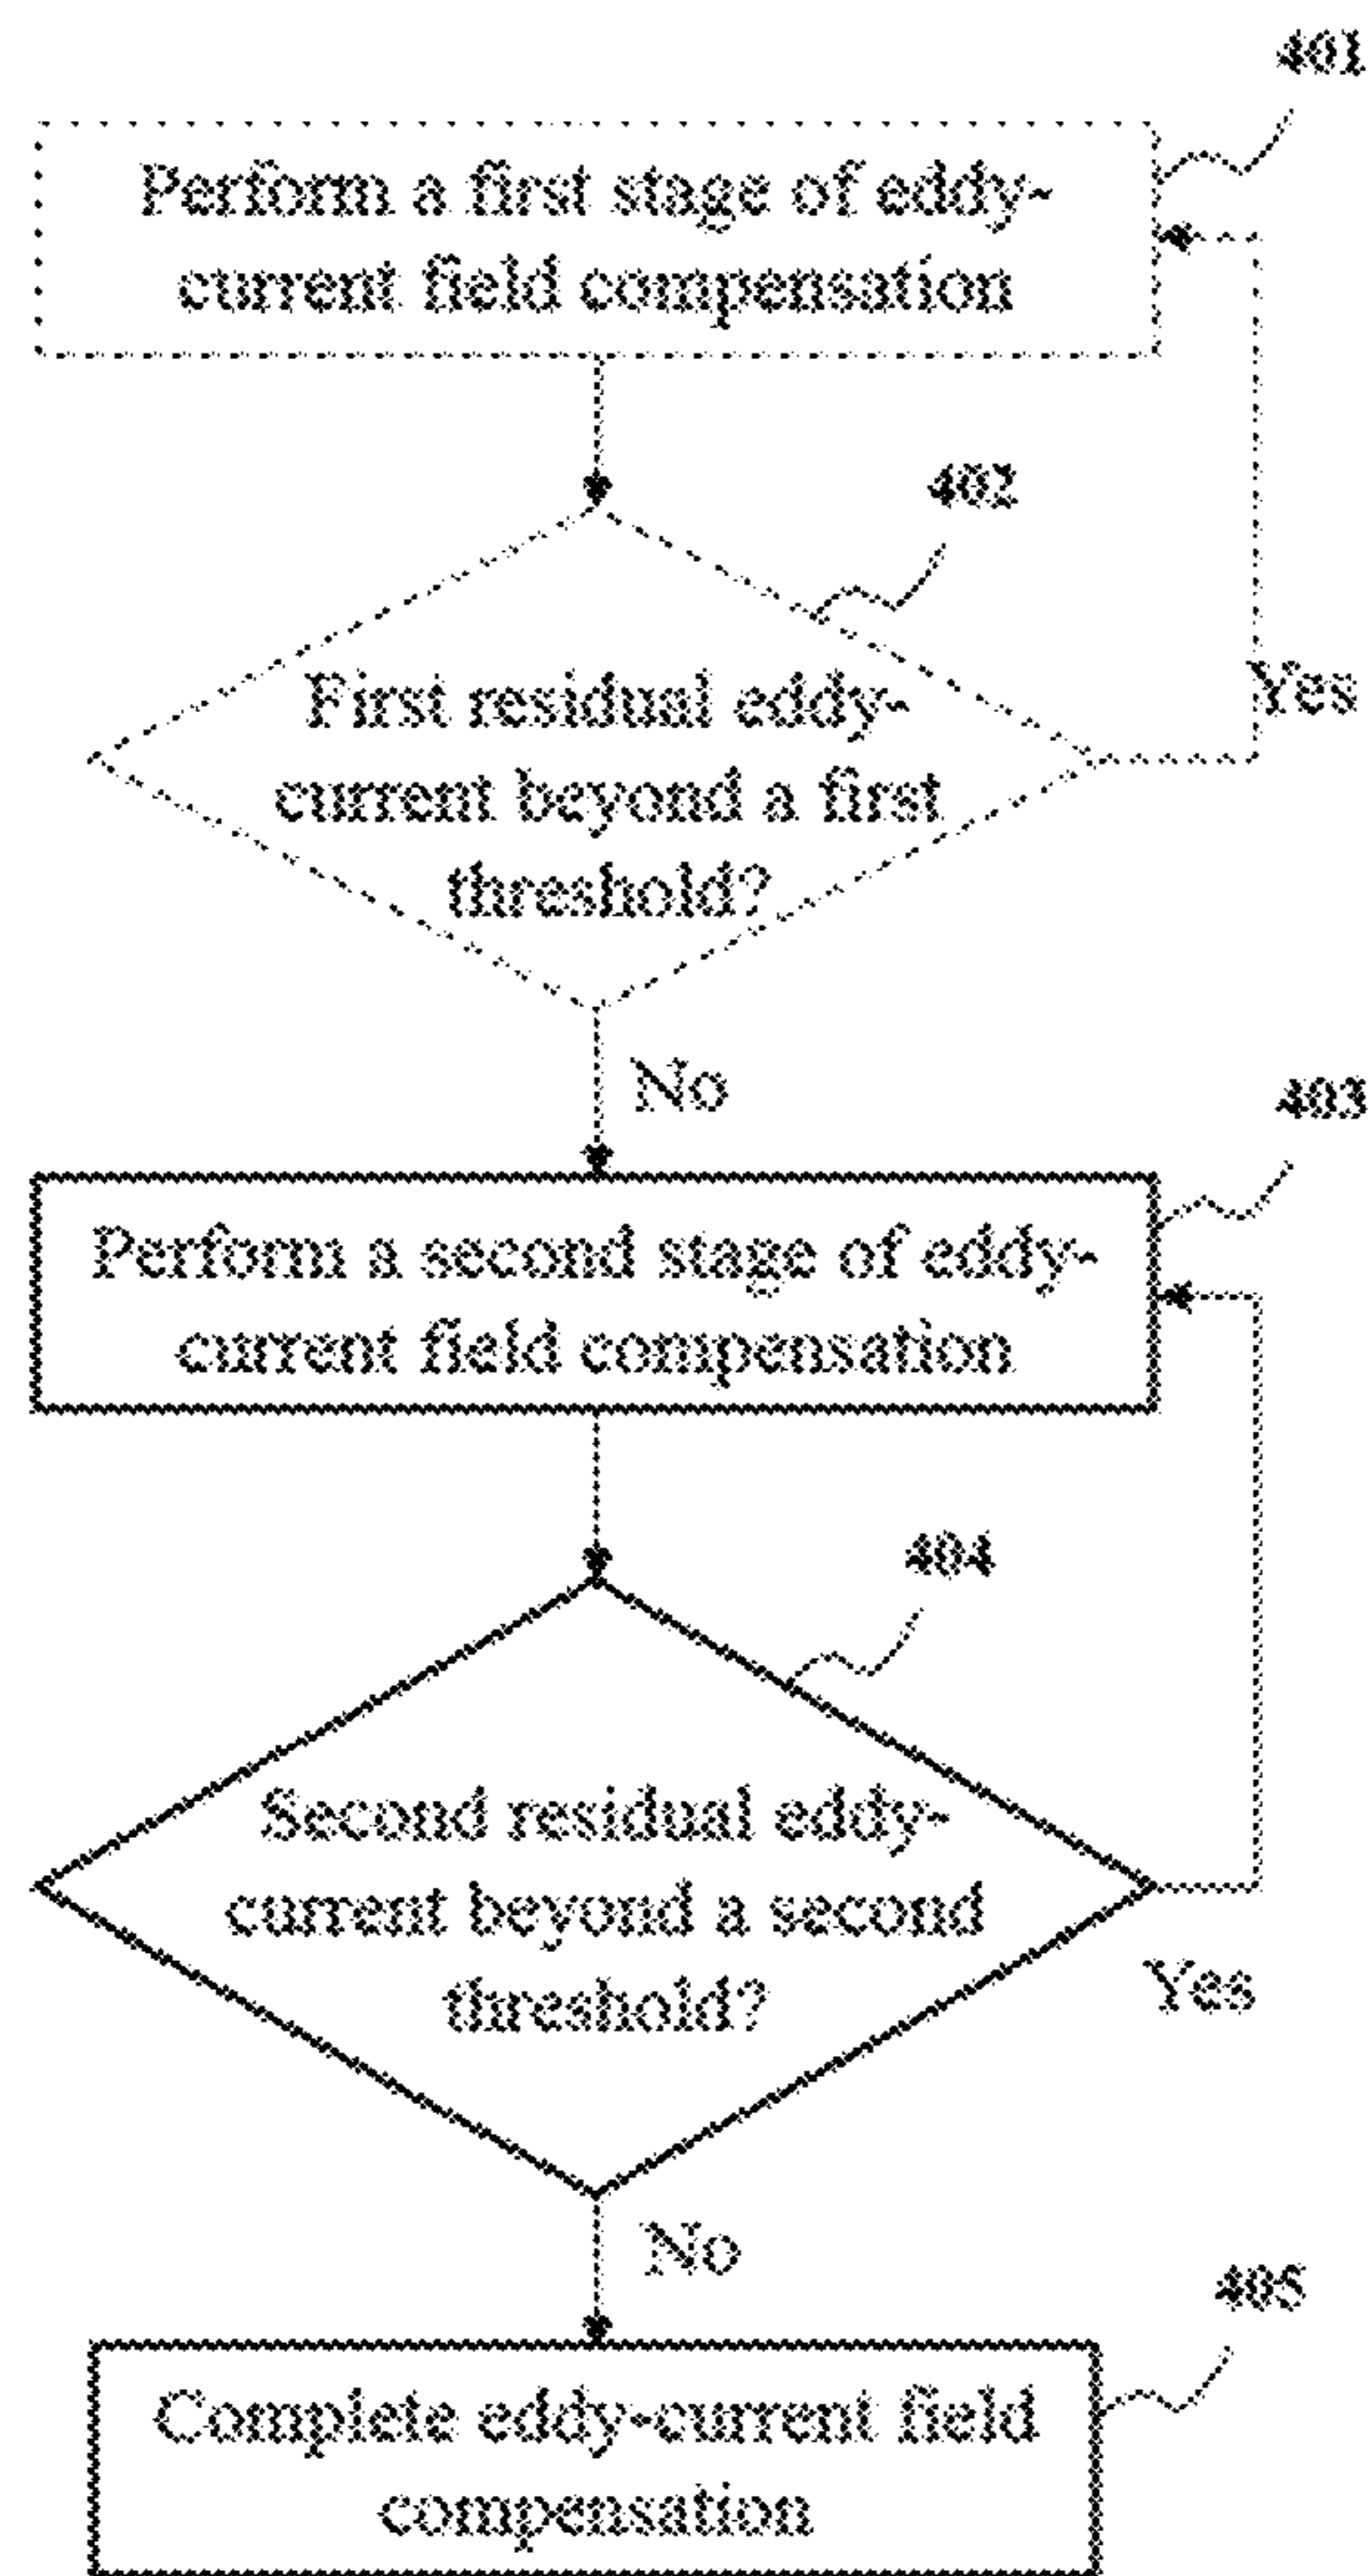 401
Perform a first stage of eddy-
current field compensation
402
First residual eddy-
current beyond a first
threshold?
Yes
No
403
Perform a second stage of eddy-
current field compensation
404
Second residual eddy-
current beyond a second
threshold?
Yes
No
405
Complete eddy-current field
compensation